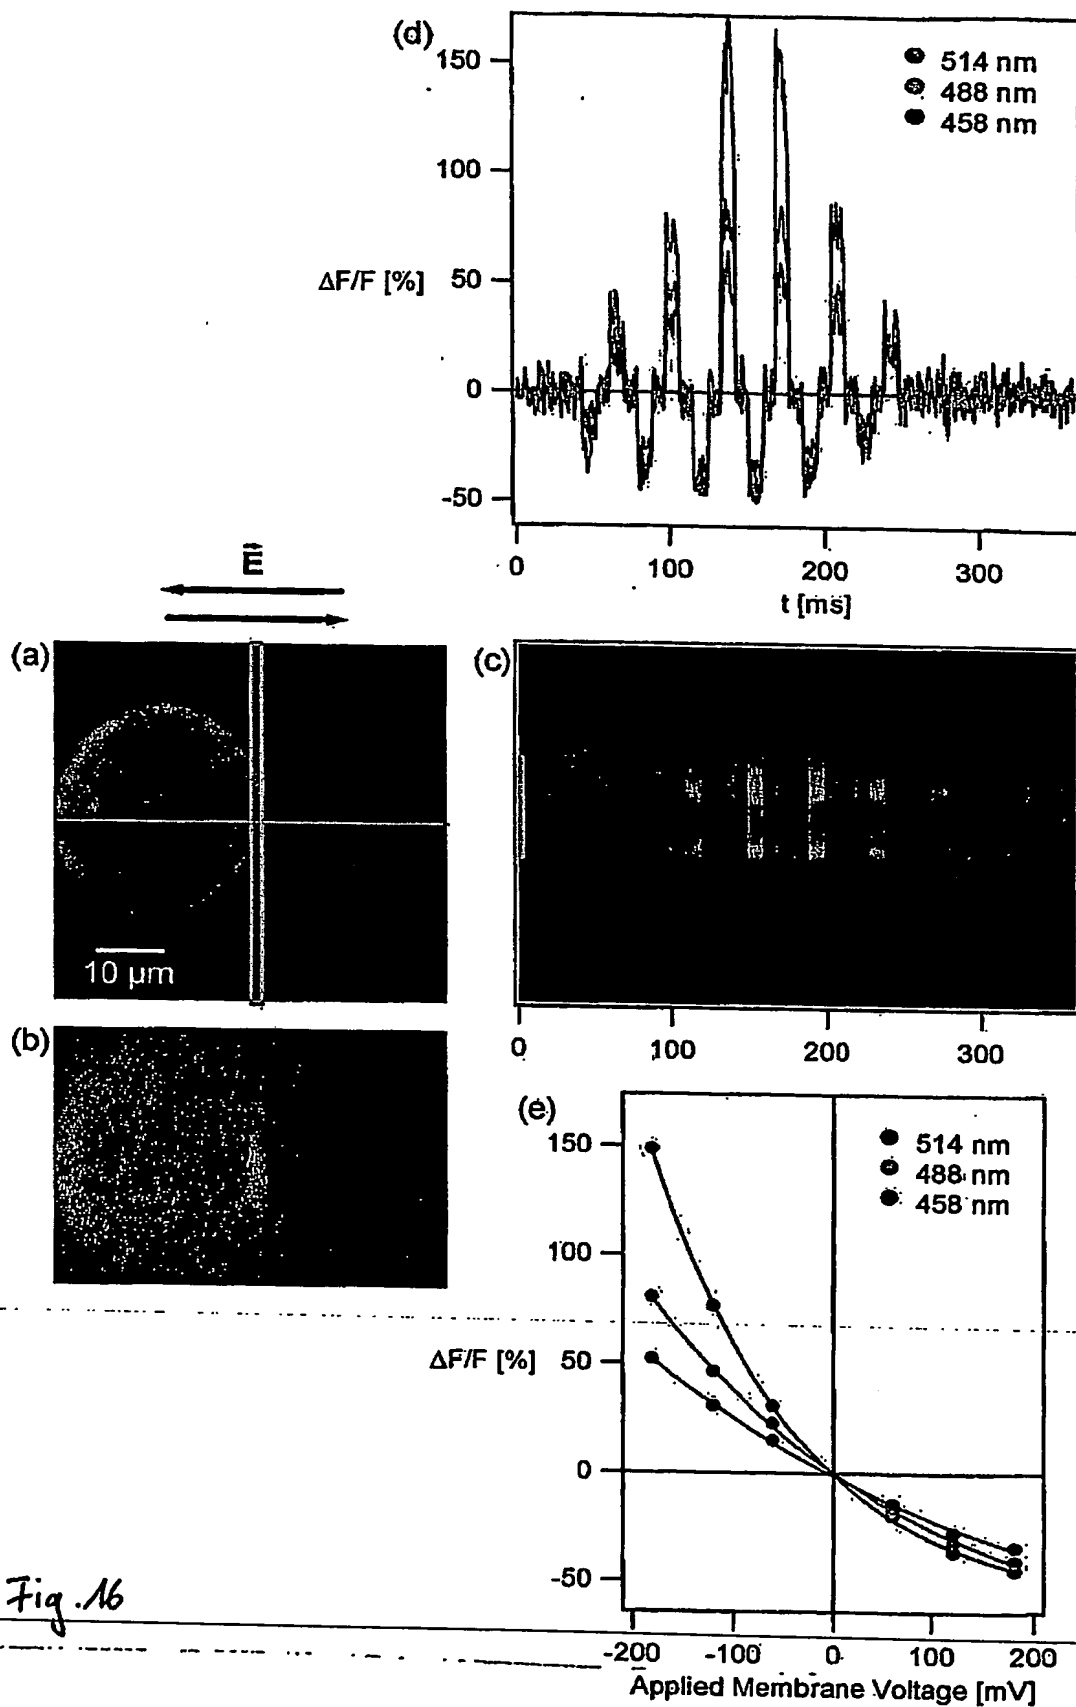 (d)
150
100
50
0
-50
ΔF/F [%]
514 nm
488 nm
458 nm
0 100 200 300
t [ms]
E
(a)
10 µm
(b)
(c)
0 100 200 300
(e)
150
100
50
0
-50
ΔF/F [%]
514 nm
488 nm
458 nm
-200 -100 0 100 200
Applied Membrane Voltage [mV]
Fig. 16